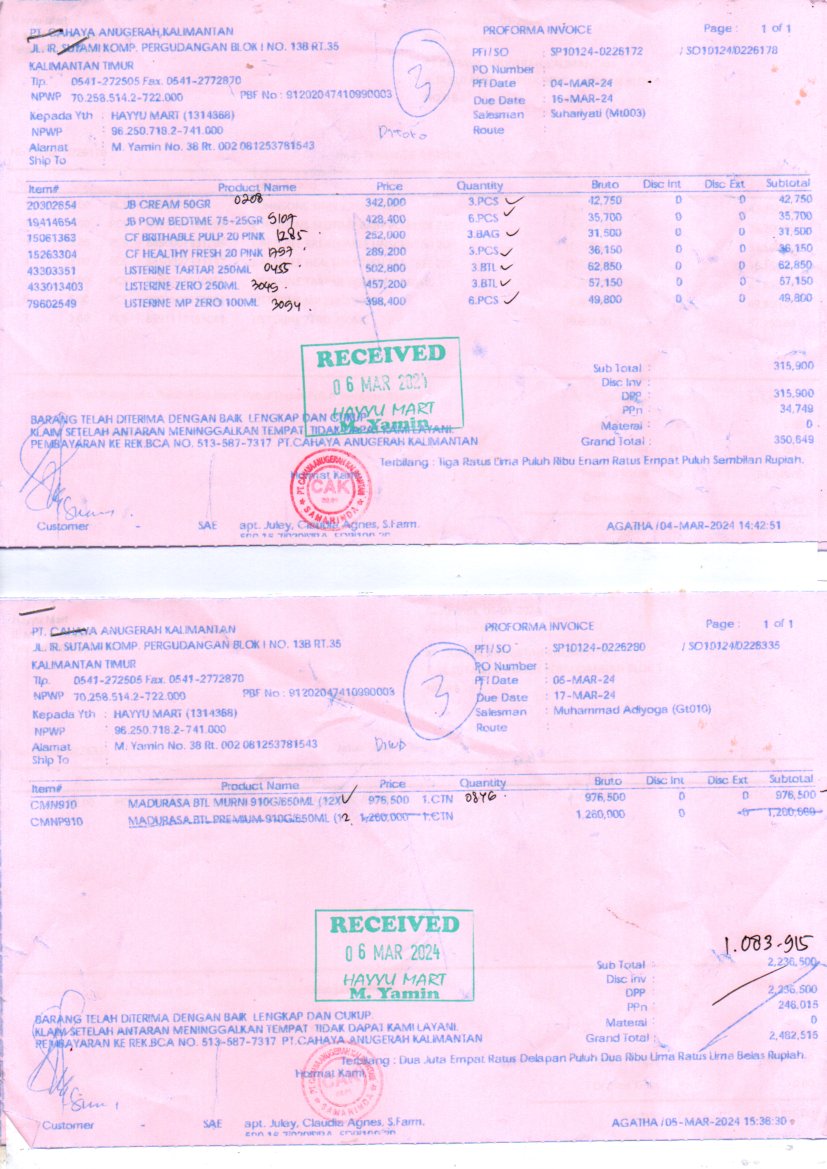 PT. CAHAYA ANUGERAH KALIMANTAN PROFORMA INVOICE Page : 1 of 1
JL. IR. SUTAMI KOMP. PERGUDANGAN BLOK I NO. 13B RT.35 PFI / SO : SP10124-0226172 / SO10124/0226178
KALIMANTAN TIMUR PO Number :
Tlp. 0541-272505 Fax. 0541-2772870 PFI Date : 04-MAR-24
NPWP 70.258.514.2-722.000 PBF No : 91202047410990003 3 Due Date : 16-MAR-24
Kepada Yth : HAYYU MART (1314368) Salesman : Suhariyati (Mt003)
NPWP : 96.250.718.2-741.000 Route :
Alamat : M. Yamin No. 38 Rt. 002 081253781543
Ship To :
Item# Product Name Price Quantity Bruto Disc Int Disc Ext Subtotal
20302654 JB CREAM 50GR 0208 342,000 3.PCS 42,750 0 0 42,750
19414654 JB POW BEDTIME 75-25GR 5109 428,400 6.PCS 35,700 0 0 35,700
15061363 CF BRITHABLE PULP 20 PINK 1285 252,000 3.BAG 31,500 0 0 31,500
15263304 CF HEALTHY FRESH 20 PINK 1797 289,200 3.PCS 36,150 0 0 36,150
43303351 LISTERINE TARTAR 250ML 0455 502,800 3.BTL 62,850 0 0 62,850
433013403 LISTERINE ZERO 250ML 3045 457,200 3.BTL 57,150 0 0 57,150
79602549 LISTERINE MP ZERO 100ML 3094 398,400 6.PCS 49,800 0 0 49,800
RECEIVED
06 MAR 2024
HAYYU MART
M. Yamin
Sub Total : 315,900
Disc Inv :
DPP : 315,900
PPn : 34,749
Materai : 0
Grand Total : 350,649
BARANG TELAH DITERIMA DENGAN BAIK LENGKAP DAN CUKUP.
KLAIM SETELAH ANTARAN MENINGGALKAN TEMPAT TIDAK DAPAT KAMI LAYANI.
PEMBAYARAN KE REK.BCA NO. 513-587-7317 PT.CAHAYA ANUGERAH KALIMANTAN
Terbilang : Tiga Ratus Lima Puluh Ribu Enam Ratus Empat Puluh Sembilan Rupiah.
Hormat Kami
PT. CAHAYA ANUGERAH KALIMANTAN
CAK
SAMARINDA
Customer - SAE apt. Juley, Claudia Agnes, S.Farm. AGATHA /04-MAR-2024 14:42:51
PT. CAHAYA ANUGERAH KALIMANTAN PROFORMA INVOICE Page : 1 of 1
JL. IR. SUTAMI KOMP. PERGUDANGAN BLOK I NO. 13B RT.35 PFI / SO : SP10124-0226290 / SO10124/0226335
KALIMANTAN TIMUR PO Number :
Tlp. 0541-272505 Fax. 0541-2772870 PFI Date : 05-MAR-24
NPWP 70.258.514.2-722.000 PBF No : 91202047410990003 3 Due Date : 17-MAR-24
Kepada Yth : HAYYU MART (1314368) Salesman : Muhammad Adiyoga (Gt010)
NPWP : 96.250.718.2-741.000 Route :
Alamat : M. Yamin No. 38 Rt. 002 081253781543
Ship To :
Item# Product Name Price Quantity Bruto Disc Int Disc Ext Subtotal
CMN910 MADURASA BTL MURNI 910G/650ML (12X 976,500 1.CTN 0846 976,500 0 0 976,500
CMNP910 MADURASA BTL PREMIUM 910G/650ML (12 1,260,000 1.CTN 1,260,000 0 0 1,260,000
RECEIVED
06 MAR 2024
HAYYU MART
M. Yamin
1.083.915
Sub Total : 2,236,500
Disc Inv :
DPP : 2,236,500
PPn : 246,015
Materai : 0
Grand Total : 2,482,515
BARANG TELAH DITERIMA DENGAN BAIK LENGKAP DAN CUKUP.
KLAIM SETELAH ANTARAN MENINGGALKAN TEMPAT TIDAK DAPAT KAMI LAYANI.
PEMBAYARAN KE REK.BCA NO. 513-587-7317 PT.CAHAYA ANUGERAH KALIMANTAN
Terbilang : Dua Juta Empat Ratus Delapan Puluh Dua Ribu Lima Ratus Lima Belas Rupiah.
Hormat Kami
CAK
SAMARINDA
Customer - SAE apt. Juley, Claudia Agnes, S.Farm. AGATHA /05-MAR-2024 15:36:30